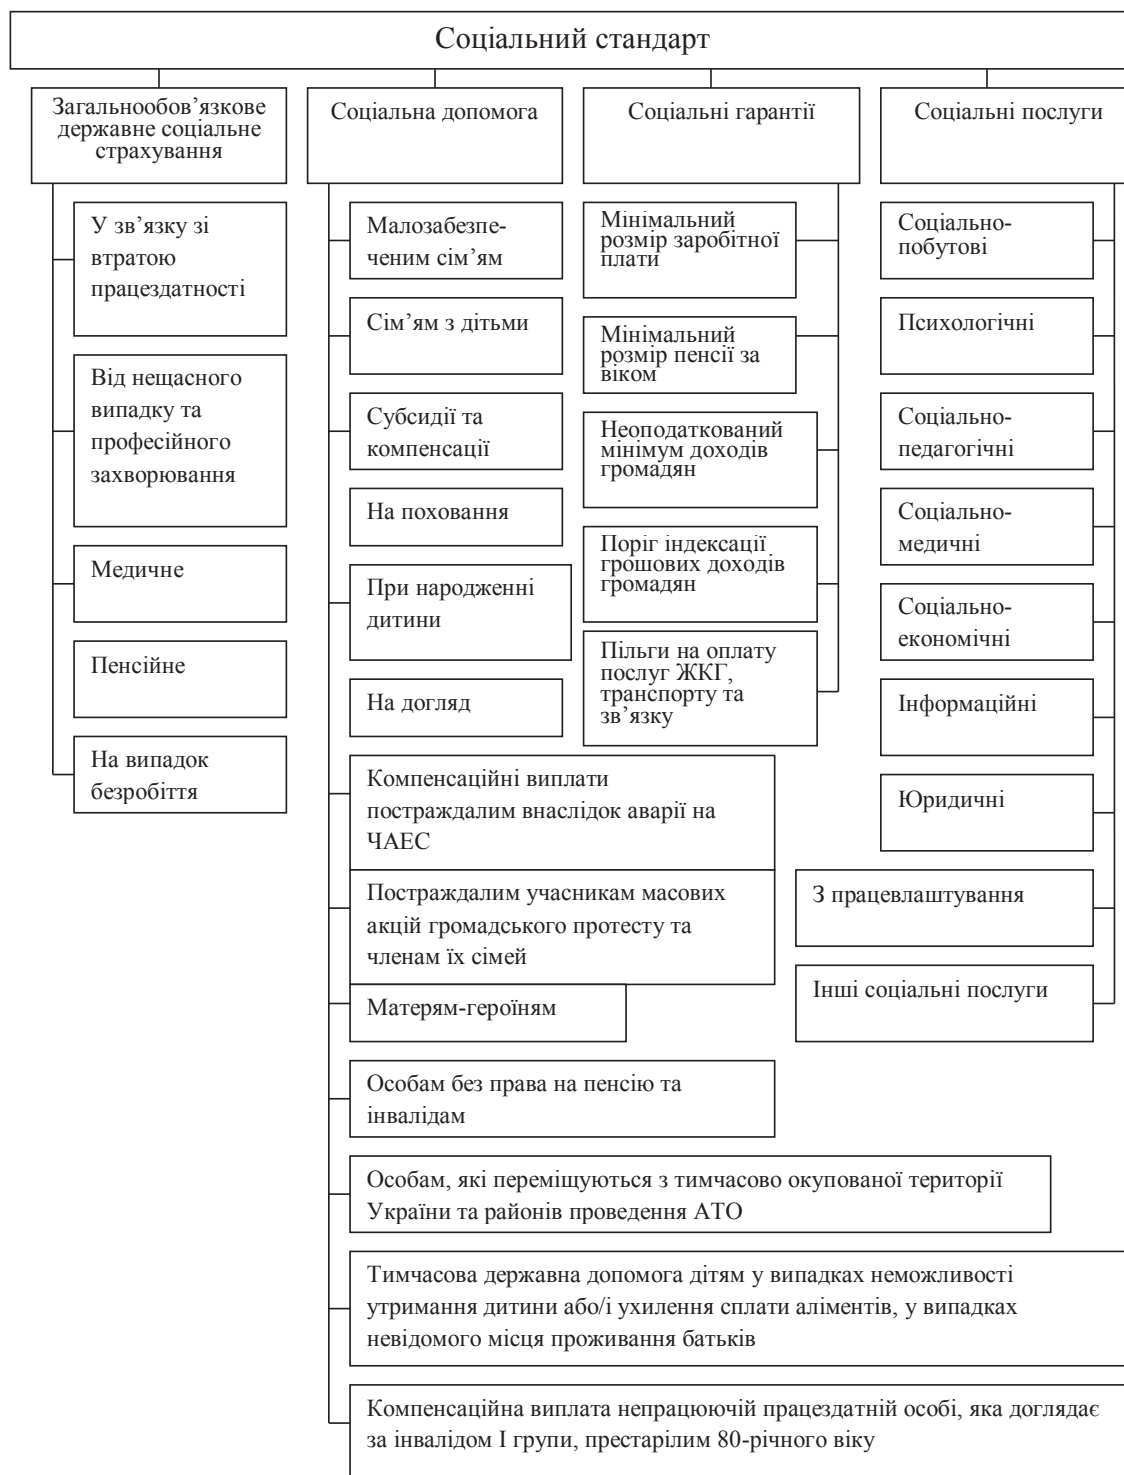 Соціальний стандарт
Загальнообов’язкове
державне соціальне
страхування
У зв’язку зі
втратою
працездатності
Від нещасного
випадку та
професійного
захворювання
Медичне
Пенсійне
На випадок
безробіття
Соціальна допомога
Малозабезпе-
ченим сім’ям
Сім’ям з дітьми
Субсидії та
компенсації
На поховання
При народженні
дитини
На догляд
Компенсаційні виплати
постраждалим внаслідок аварії на
ЧАЕС
Постраждалим учасникам масових
акцій громадського протесту та
членам їх сімей
Матерям-героїням
Особам без права на пенсію та
інвалідам
Особам, які переміщуються з тимчасово окупованої території
України та районів проведення АТО
Тимчасова державна допомога дітям у випадках неможливості
утримання дитини або/і ухилення сплати аліментів, у випадках
невідомого місця проживання батьків
Компенсаційна виплата непрацюючій працездатній особі, яка доглядає
за інвалідом І групи, престарілим 80-річного віку
Соціальні гарантії
Мінімальний
розмір заробітної
плати
Мінімальний
розмір пенсії за
віком
Неоподаткований
мінімум доходів
громадян
Поріг індексації
грошових доходів
громадян
Пільги на оплату
послуг ЖКГ,
транспорту та
зв’язку
Соціальні послуги
Соціально-
побутові
Психологічні
Соціально-
педагогічні
Соціально-
медичні
Соціально-
економічні
Інформаційні
Юридичні
З працевлаштування
Інші соціальні послуги